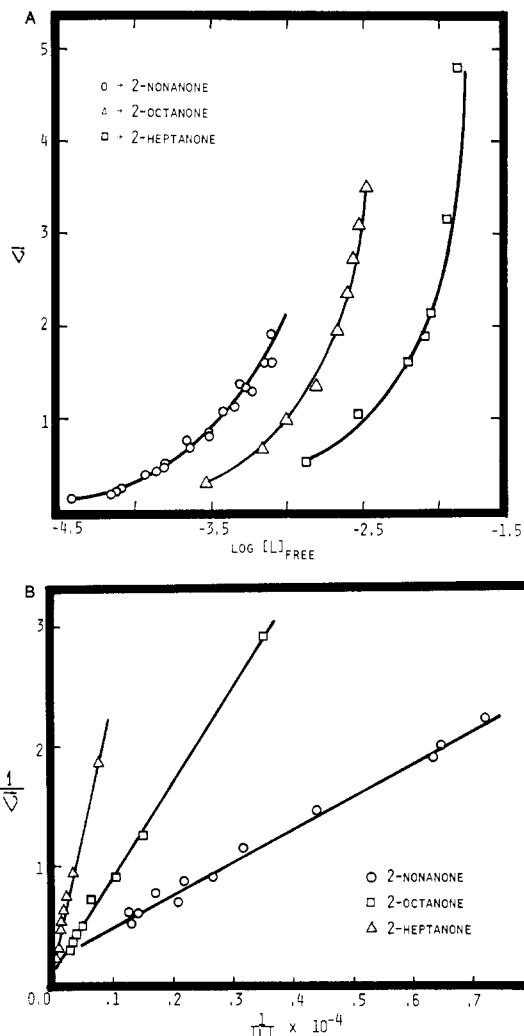 A
5
4
3
2
1
ν̅
○ → 2-NONANONE
△ → 2-OCTANONE
□ → 2-HEPTANONE
-4.5 -3.5 -2.5 -1.5
LOG [L]FREE
B
3
2
1
1
ν̅
○ 2-NONANONE
□ 2-OCTANONE
△ 2-HEPTANONE
0.0 .1 .2 .3 .4 .5 .6 .7
1
[L] × 10⁻⁴